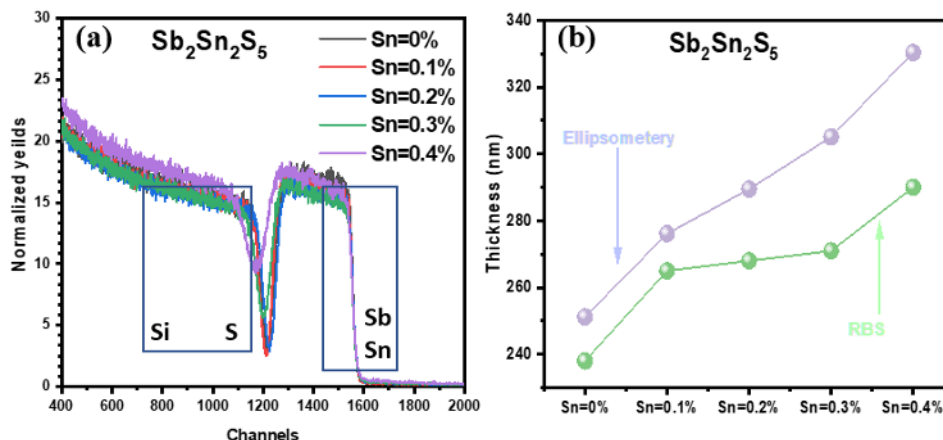 (a)
Sb2Sn2S5
Sn=0%
Sn=0.1%
Sn=0.2%
Sn=0.3%
Sn=0.4%
Normalized yeilds
30
25
20
15
10
5
0
Si S
Sb
Sn
400 600 800 1000 1200 1400 1600 1800 2000
Channels
(b)
Sb2Sn2S5
Thickness (nm)
340
320
300
280
260
240
Ellipsometery
RBS
Sn=0% Sn=0.1% Sn=0.2% Sn=0.3% Sn=0.4%